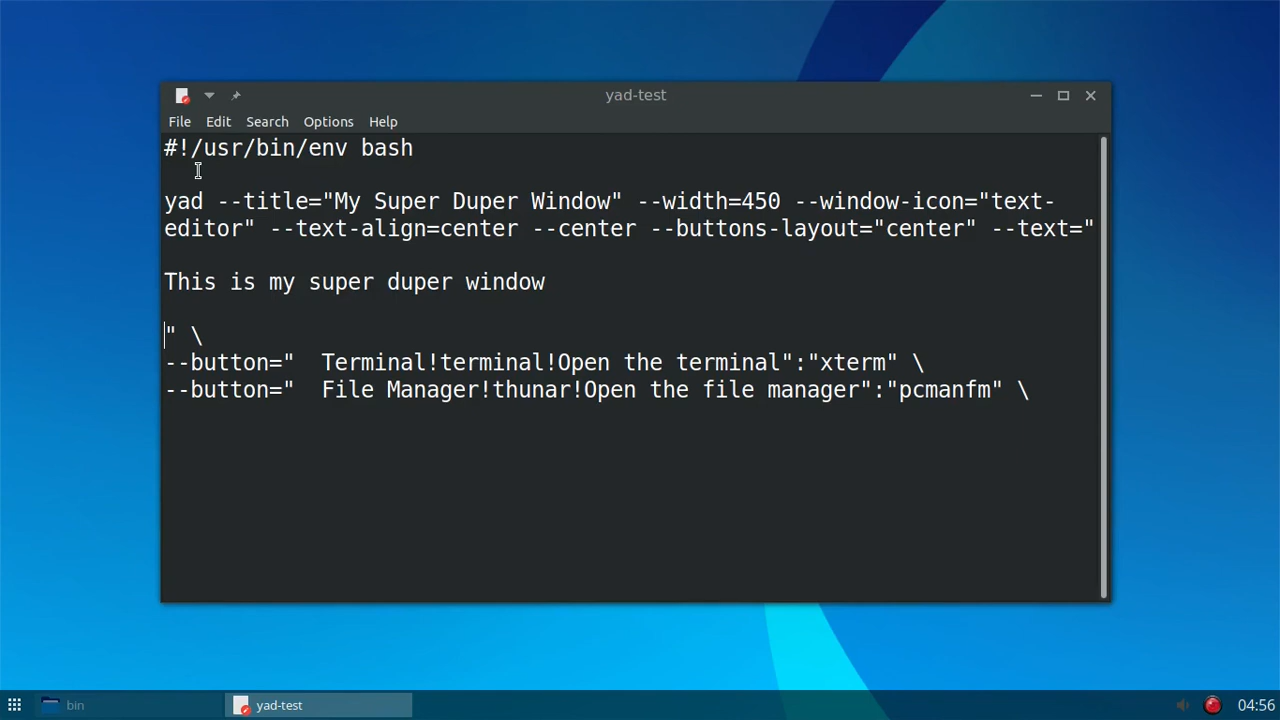 yad-test
File Edit Search Options Help
#!/usr/bin/env bash
yad --title="My Super Duper Window" --width=450 --window-icon="text-
editor" --text-align=center --center --buttons-layout="center" --text="
This is my super duper window
" \
--button="  Terminal!terminal!Open the terminal":"xterm" \
--button="  File Manager!thunar!Open the file manager":"pcmanfm" \
bin yad-test 04:56